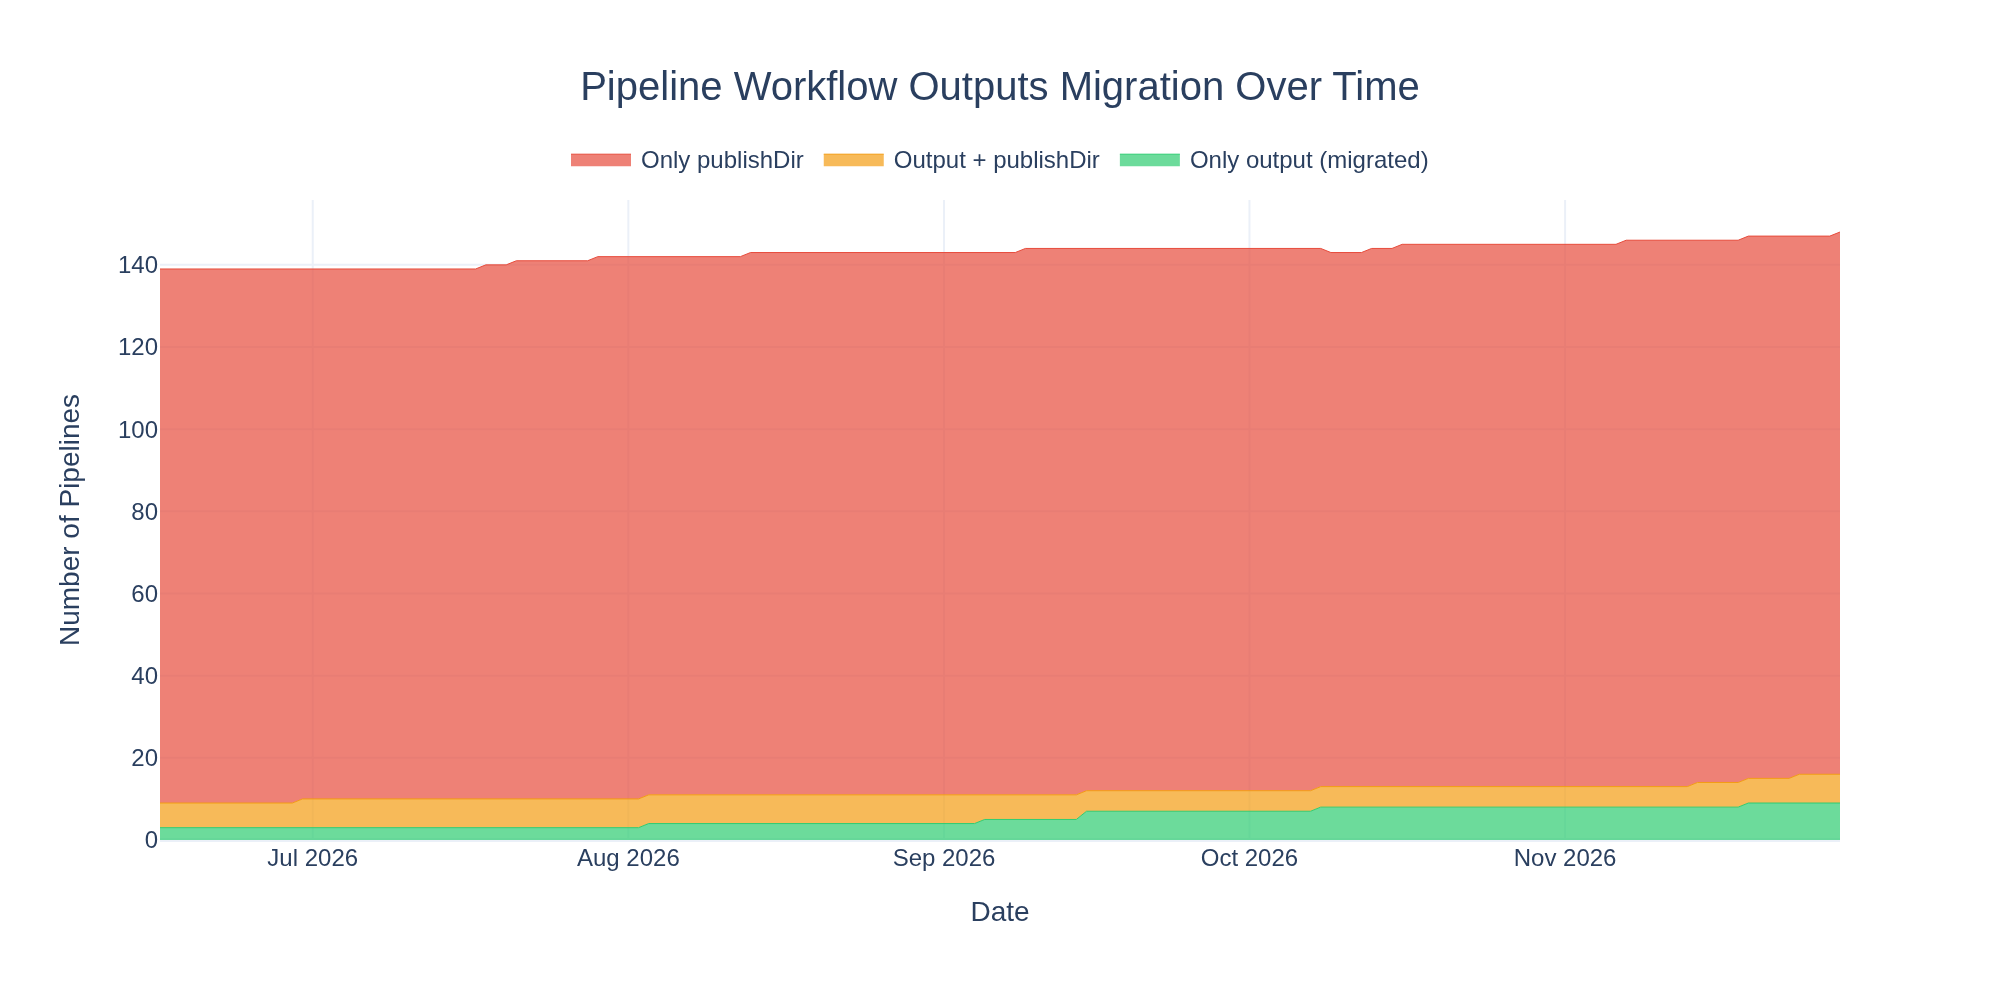 Pipeline Workflow Outputs Migration Over Time
Only publishDir Output + publishDir Only output (migrated)
Number of Pipelines
140
120
100
80
60
40
20
0
Jul 2026 Aug 2026 Sep 2026 Oct 2026 Nov 2026
Date